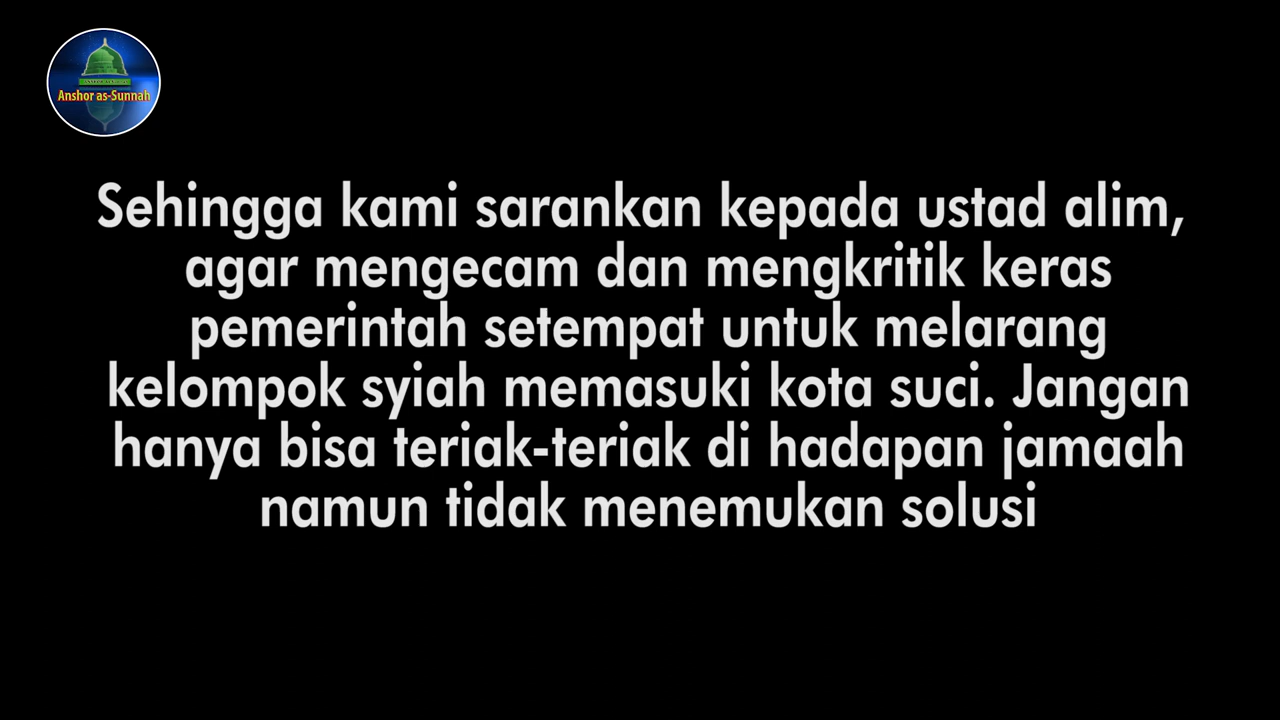 Anshor as-Sunnah
Sehingga kami sarankan kepada ustad alim,
agar mengecam dan mengkritik keras
pemerintah setempat untuk melarang
kelompok syiah memasuki kota suci. Jangan
hanya bisa teriak-teriak di hadapan jamaah
namun tidak menemukan solusi